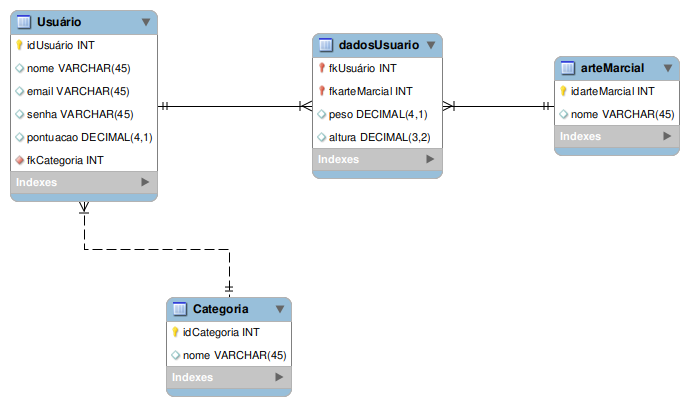 Usuário
idUsuário INT
nome VARCHAR(45)
email VARCHAR(45)
senha VARCHAR(45)
pontuacao DECIMAL(4,1)
fkCategoria INT
Indexes
dadosUsuario
fkUsuário INT
fkarteMarcial INT
peso DECIMAL(4,1)
altura DECIMAL(3,2)
Indexes
arteMarcial
idarteMarcial INT
nome VARCHAR(45)
Indexes
Categoria
idCategoria INT
nome VARCHAR(45)
Indexes